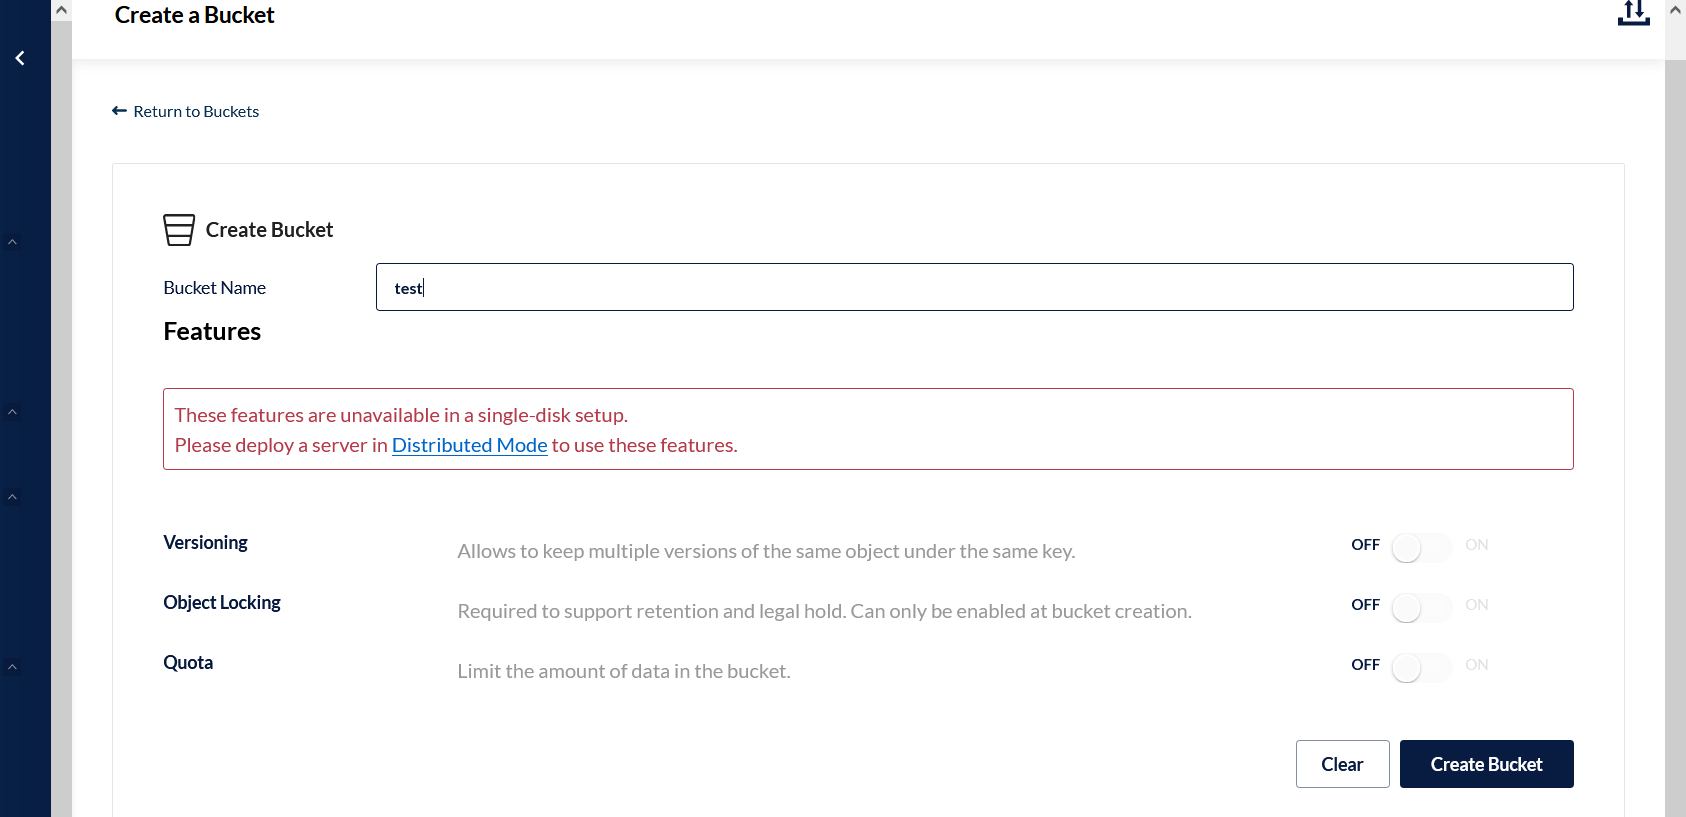 Create a Bucket
Return to Buckets
Create Bucket
Bucket Name
test
Features
These features are unavailable in a single-disk setup.
Please deploy a server in Distributed Mode to use these features.
Versioning
Allows to keep multiple versions of the same object under the same key.
OFF ON
Object Locking
Required to support retention and legal hold. Can only be enabled at bucket creation.
OFF ON
Quota
Limit the amount of data in the bucket.
OFF ON
Clear
Create Bucket